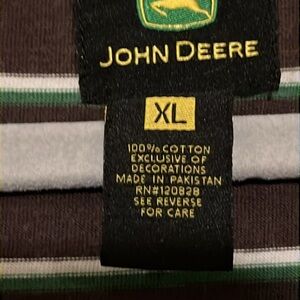 JOHN DEERE
XL
100% COTTON
EXCLUSIVE OF
DECORATIONS
MADE IN PAKISTAN
RN#120828
SEE REVERSE
FOR CARE